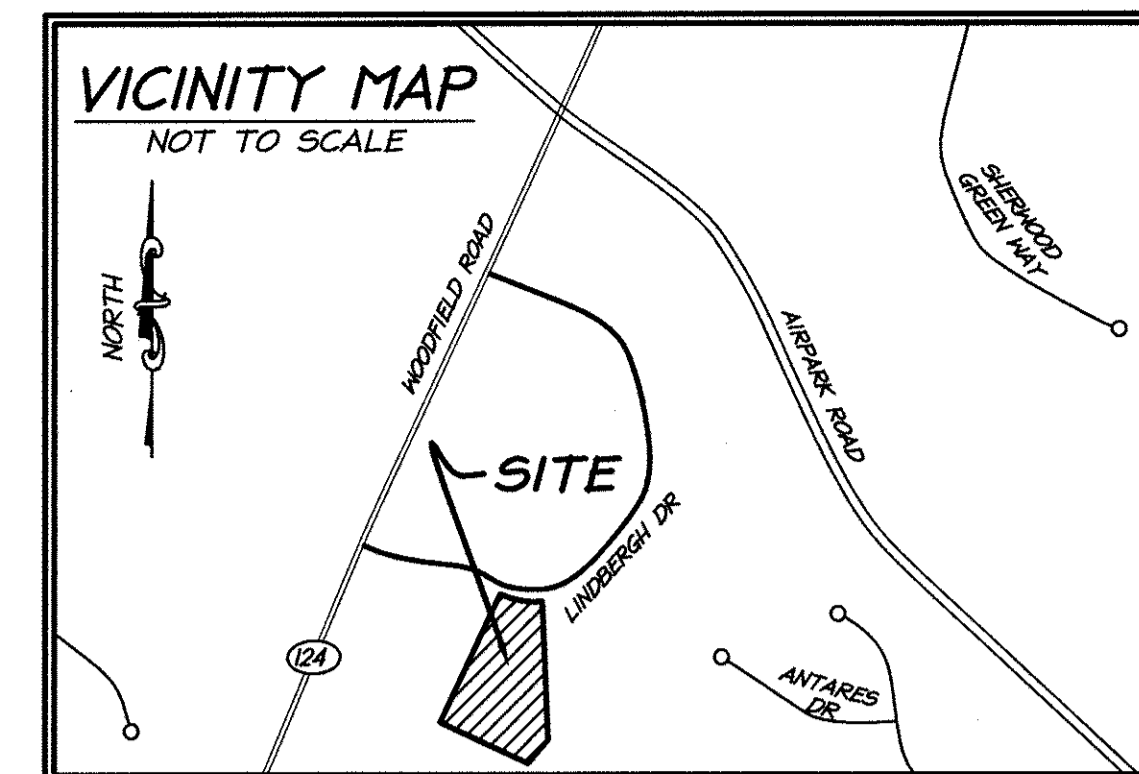 VICINITY MAP
NOT TO SCALE
NORTH
WOODFIELD ROAD
SHERWOOD
GREEN WAY
AIRPARK ROAD
SITE
LINDBERGH DR
124
ANTARES
DR